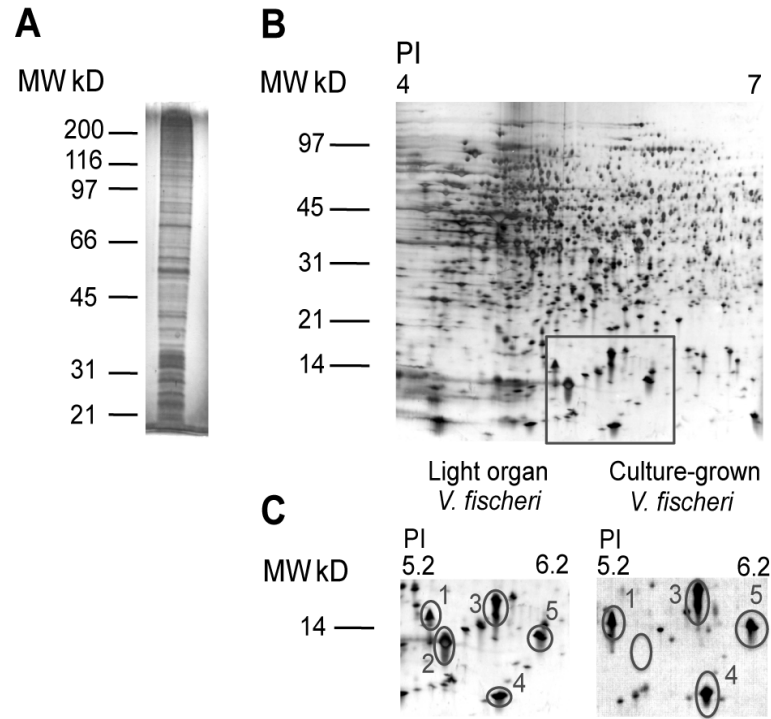 A
MW kD
200
116
97
66
45
31
21
B
PI
4 7
MW kD
97
45
31
21
14
C
Light organ
V. fischeri
Culture-grown
V. fischeri
PI
5.2 6.2
PI
5.2 6.2
MW kD
14
1
3
5
2
4
1
3
5
4